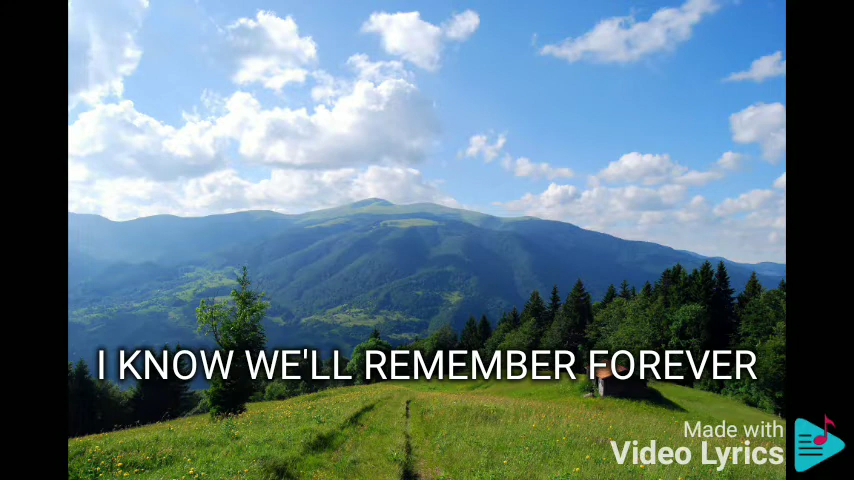 I KNOW WE'LL REMEMBER FOREVER
Made with
Video Lyrics